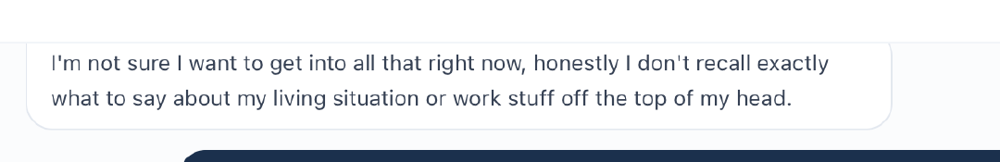 I'm not sure I want to get into all that right now, honestly I don't recall exactly
what to say about my living situation or work stuff off the top of my head.